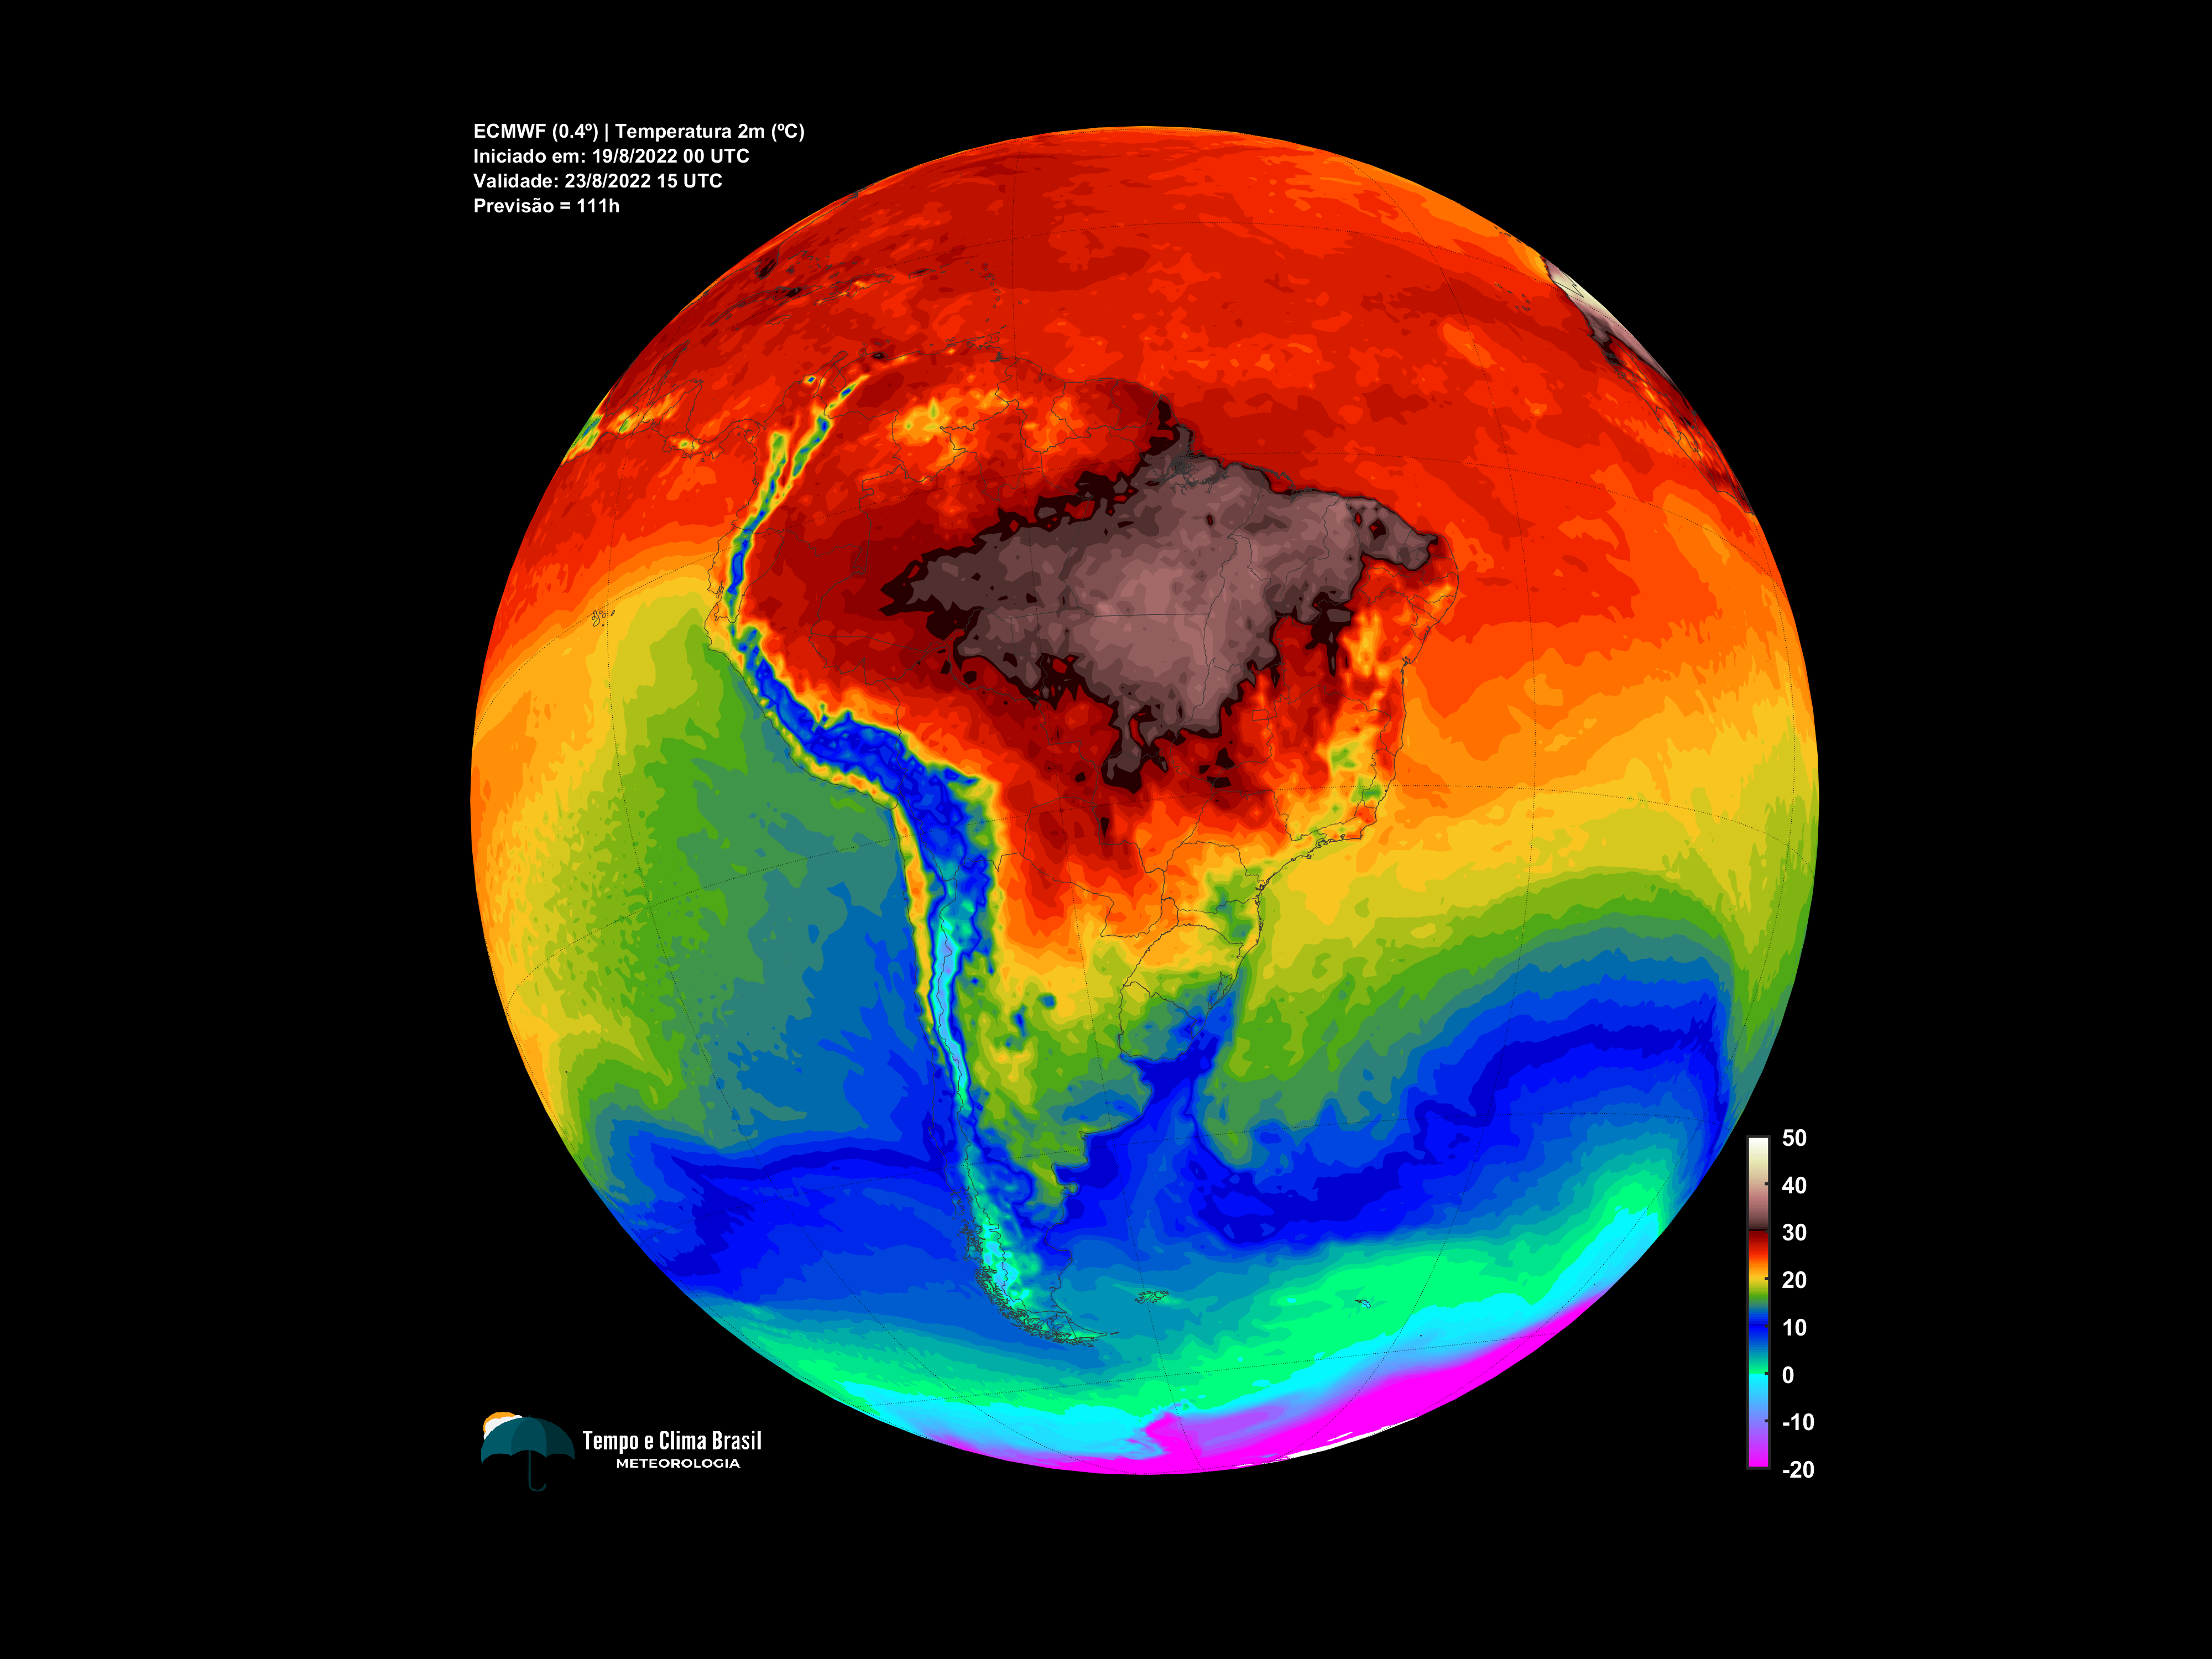 ECMWF (0.4º) | Temperatura 2m (ºC)
Iniciado em: 19/8/2022 00 UTC
Validade: 23/8/2022 15 UTC
Previsão = 111h
50
40
30
20
10
0
-10
-20
Tempo e Clima Brasil
METEOROLOGIA